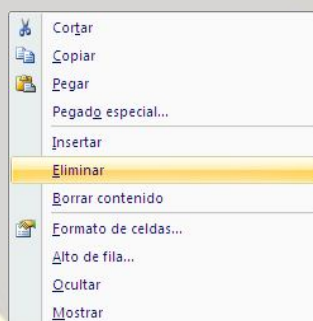 Cortar
Copiar
Pegar
Pegado especial...
Insertar
Eliminar
Borrar contenido
Formato de celdas...
Alto de fila...
Ocultar
Mostrar